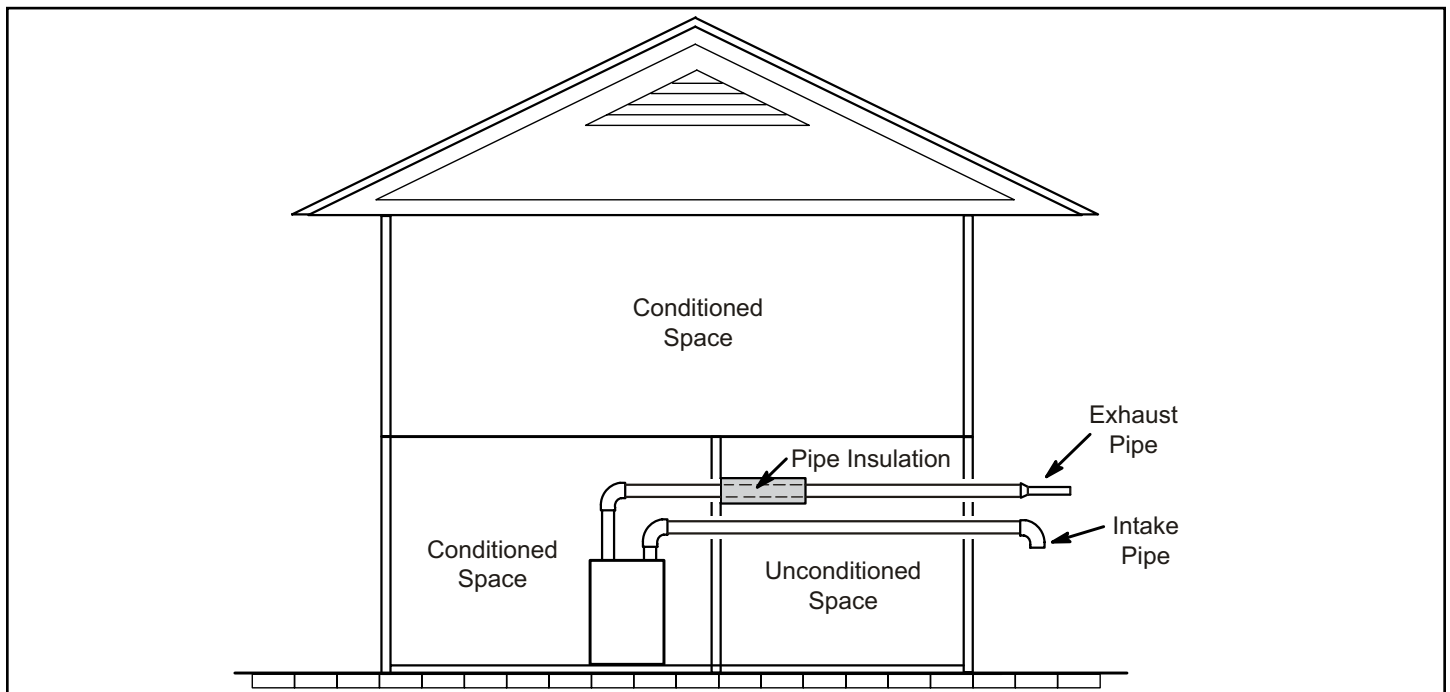 Conditioned
Space
Exhaust
Pipe
Pipe Insulation
Intake
Pipe
Conditioned
Space
Unconditioned
Space